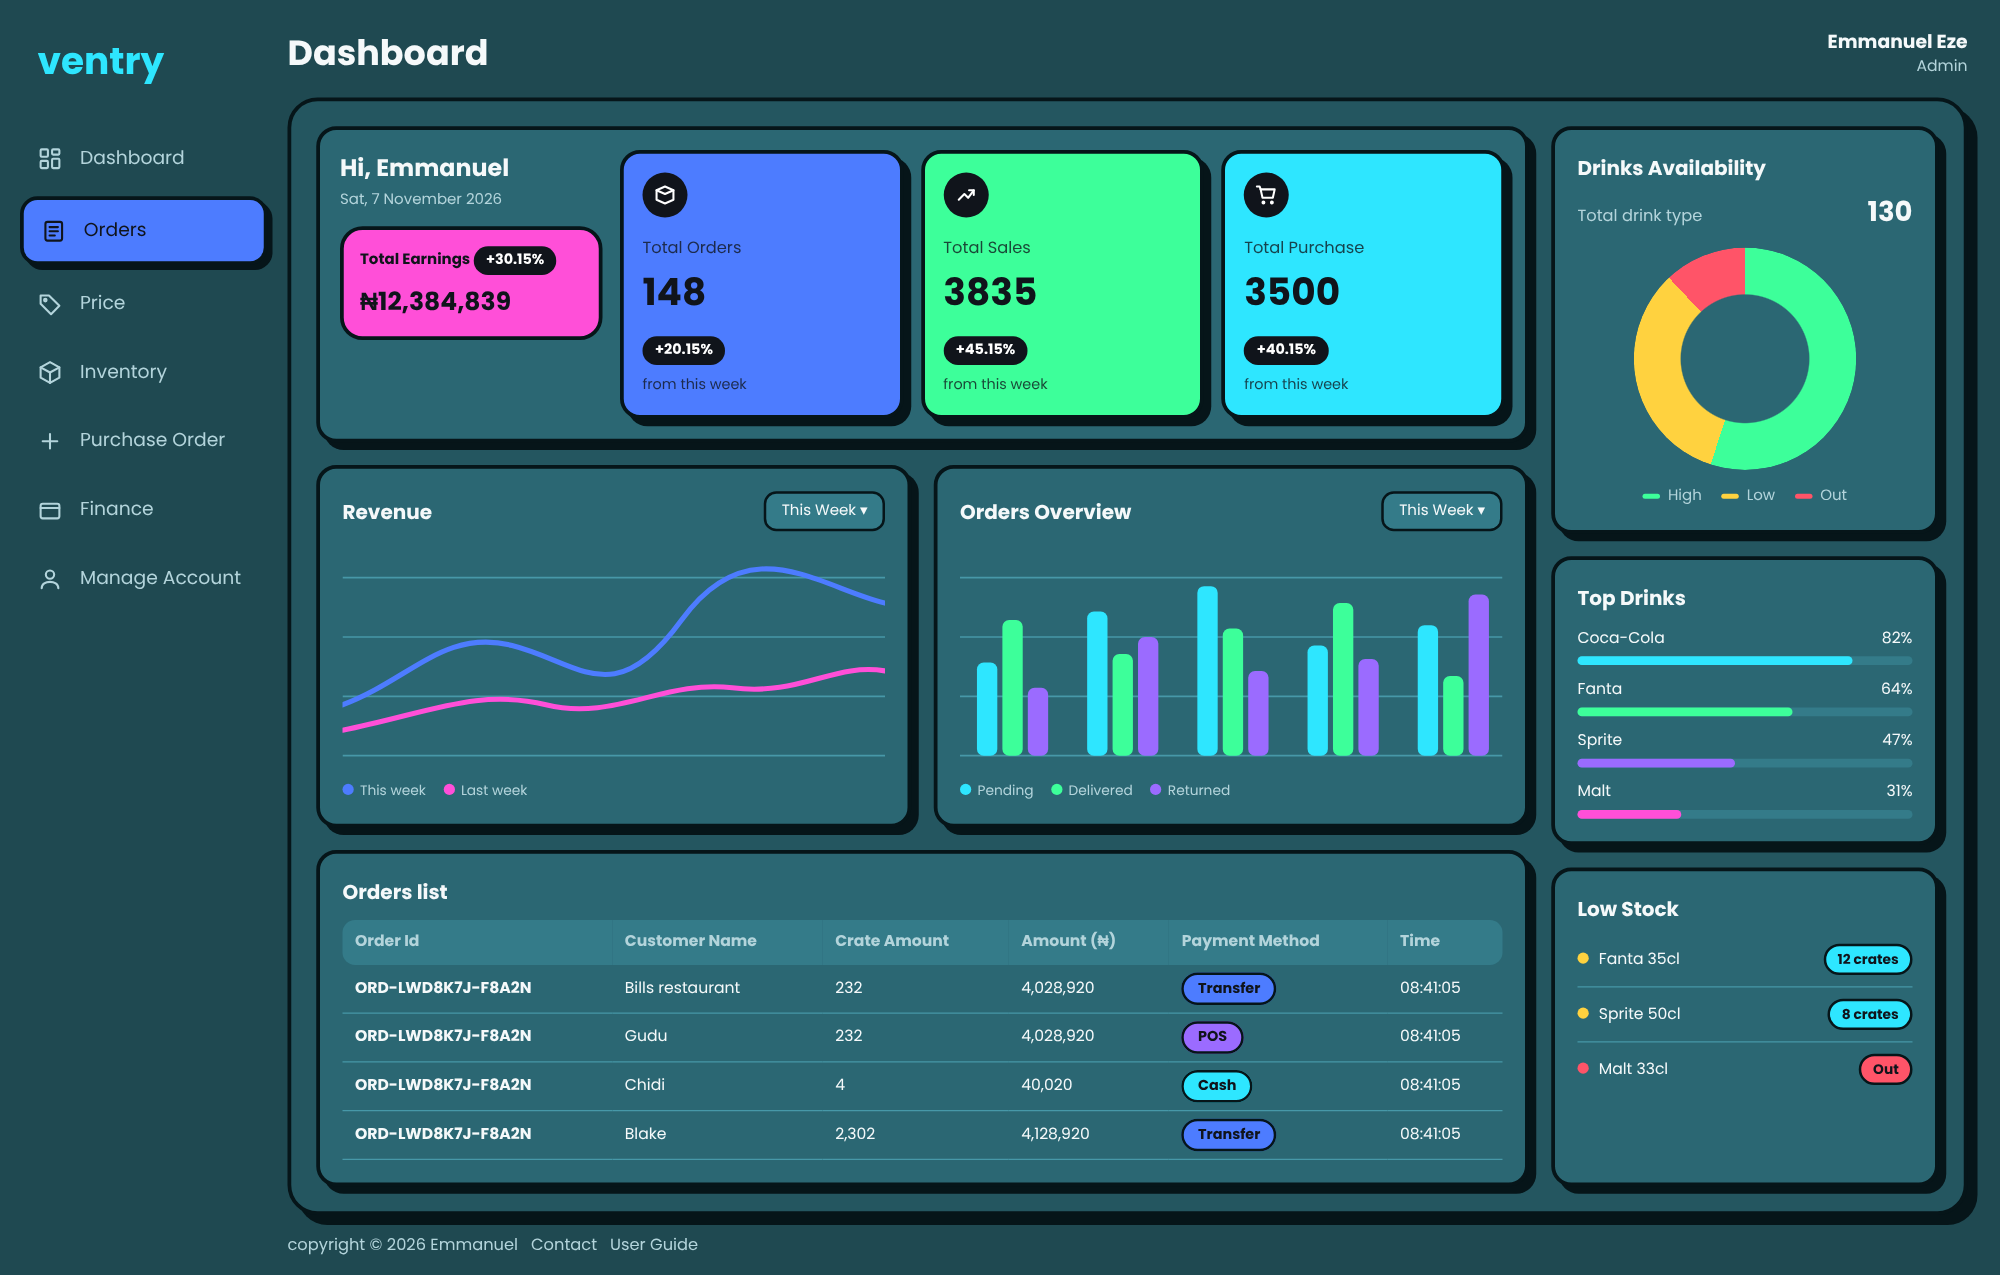 ventry
Dashboard
Orders
Price
Inventory
Purchase Order
Finance
Manage Account
Dashboard
Emmanuel Eze
Admin
Hi, Emmanuel
Sat, 7 November 2026
Total Earnings +30.15%
₦12,384,839
Total Orders
148
+20.15%
from this week
Total Sales
3835
+45.15%
from this week
Total Purchase
3500
+40.15%
from this week
Drinks Availability
Total drink type 130
High Low Out
Revenue This Week ▾
This week Last week
Orders Overview This Week ▾
Pending Delivered Returned
Top Drinks
Coca-Cola 82%
Fanta 64%
Sprite 47%
Malt 31%
Orders list
Order Id Customer Name Crate Amount Amount (₦) Payment Method Time
ORD-LWD8K7J-F8A2N Bills restaurant 232 4,028,920 Transfer 08:41:05
ORD-LWD8K7J-F8A2N Gudu 232 4,028,920 POS 08:41:05
ORD-LWD8K7J-F8A2N Chidi 4 40,020 Cash 08:41:05
ORD-LWD8K7J-F8A2N Blake 2,302 4,128,920 Transfer 08:41:05
Low Stock
Fanta 35cl 12 crates
Sprite 50cl 8 crates
Malt 33cl Out
copyright © 2026 Emmanuel Contact User Guide